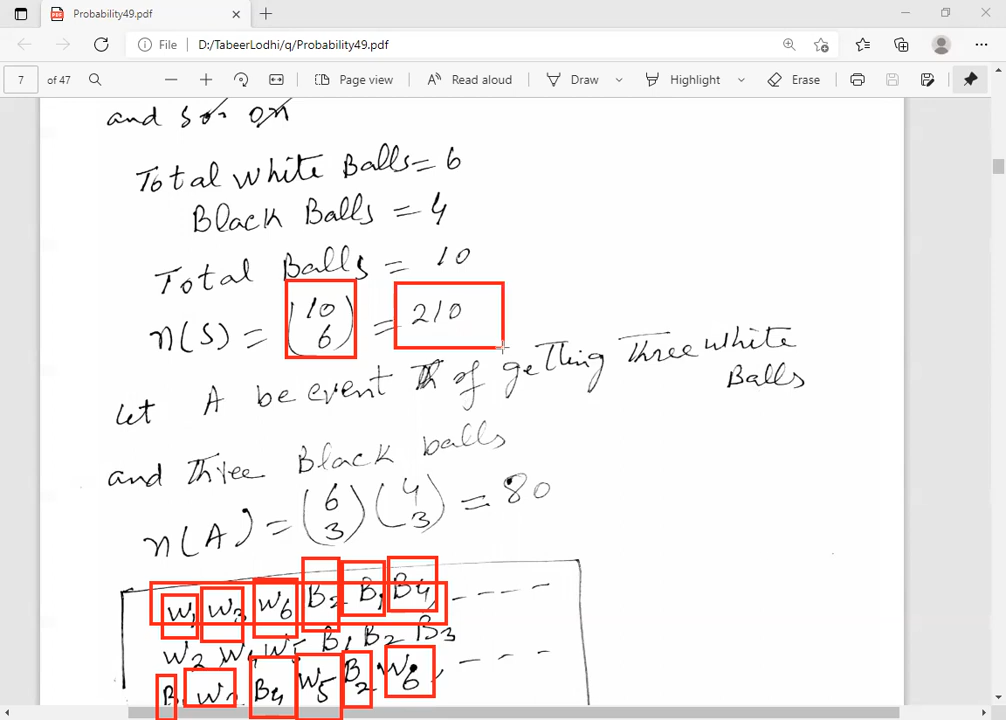 Probability49.pdf
File D:/TabeerLodhi/q/Probability49.pdf
7 of 47 Page view Read aloud Draw Highlight Erase
and so on
Total white Balls = 6
Black Balls = 4
Total Balls = 10
n(S) = (10 6) = 210
Let A be event of getting Three white
Balls
and Three Black balls
n(A) = (6 3)(4 3) = 80
W1 W3 W6 B2 B1 B4, ----
W2 W4 W5 B1 B2 B3
W5 B2 W6, ---